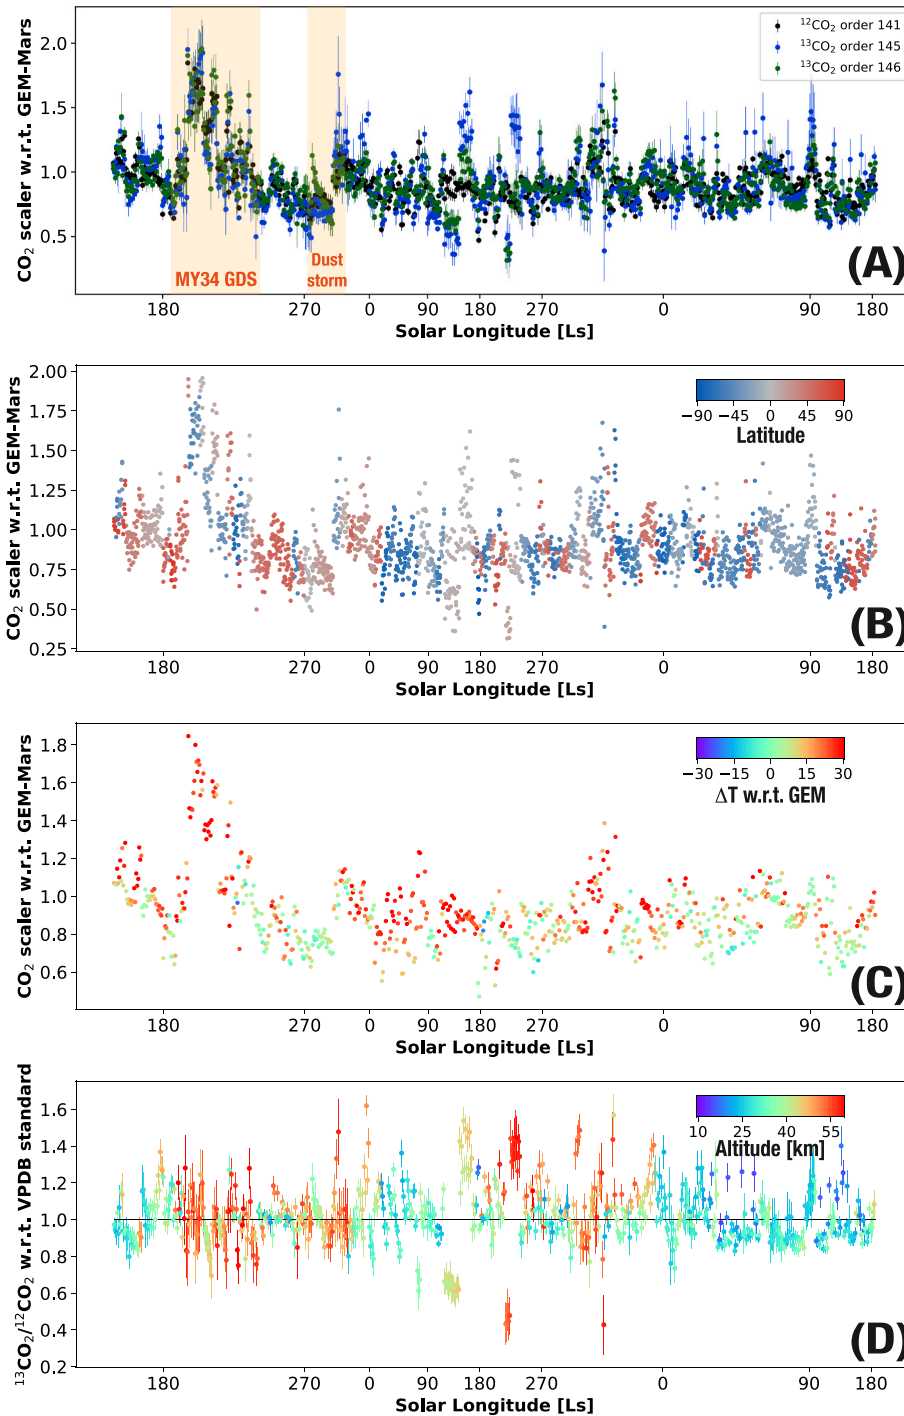 CO₂ scaler w.r.t. GEM-Mars
2.0
1.5
1.0
0.5
¹²CO₂ order 141
¹³CO₂ order 145
¹³CO₂ order 146
MY34 GDS
Dust
storm
(A)
180 270 0 90 180 270 0 90 180
Solar Longitude [Ls]
CO₂ scaler w.r.t. GEM-Mars
2.00
1.75
1.50
1.25
1.00
0.75
0.50
0.25
−90 −45 0 45 90
Latitude
(B)
180 270 0 90 180 270 0 90 180
Solar Longitude [Ls]
CO₂ scaler w.r.t. GEM-Mars
1.8
1.6
1.4
1.2
1.0
0.8
0.6
−30 −15 0 15 30
ΔT w.r.t. GEM
(C)
180 270 0 90 180 270 0 90 180
Solar Longitude [Ls]
¹³CO₂/¹²CO₂ w.r.t. VPDB standard
1.6
1.4
1.2
1.0
0.8
0.6
0.4
0.2
10 25 40 55
Altitude [km]
(D)
180 270 0 90 180 270 0 90 180
Solar Longitude [Ls]